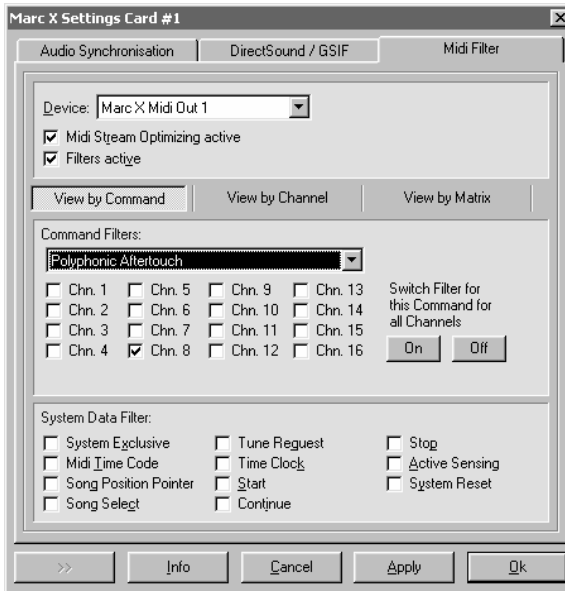 Marc X Settings Card #1
Audio Synchronisation DirectSound / GSIF Midi Filter
Device: Marc X Midi Out 1
Midi Stream Optimizing active
Filters active
View by Command View by Channel View by Matrix
Command Filters:
Polyphonic Aftertouch
Chn. 1 Chn. 5 Chn. 9 Chn. 13 Switch Filter for
Chn. 2 Chn. 6 Chn. 10 Chn. 14 this Command for
Chn. 3 Chn. 7 Chn. 11 Chn. 15 all Channels
Chn. 4 Chn. 8 Chn. 12 Chn. 16 On Off
System Data Filter:
System Exclusive Tune Reguest Stop
Midi Time Code Time Clock Active Sensing
Song Position Pointer Start System Reset
Song Select Continue
>> Info Cancel Apply Ok